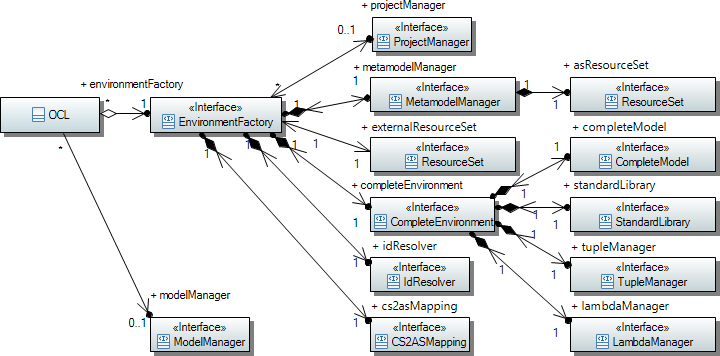 + projectManager
0..1
«Interface»
ProjectManager
*
+ metamodelManager
1
«Interface»
MetamodelManager
1
+ asResourceSet
1
«Interface»
ResourceSet
OCL
*
+ environmentFactory
1
«Interface»
EnvironmentFactory
1
1
1
1
1
+ externalResourceSet
1
«Interface»
ResourceSet
+ completeEnvironment
1
«Interface»
CompleteEnvironment
1
1
1
1
+ completeModel
1
«Interface»
CompleteModel
+ standardLibrary
1
«Interface»
StandardLibrary
+ tupleManager
1
«Interface»
TupleManager
+ lambdaManager
1
«Interface»
LambdaManager
+ idResolver
1
«Interface»
IdResolver
+ cs2asMapping
1
«Interface»
CS2ASMapping
*
+ modelManager
0..1
«Interface»
ModelManager